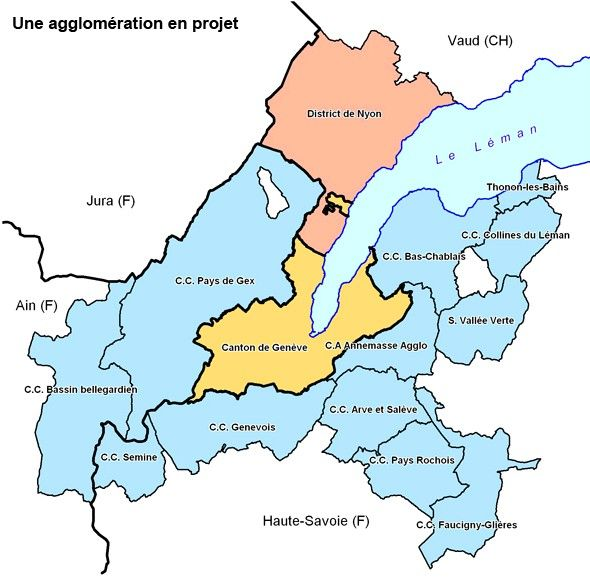 Une agglomération en projet
Vaud (CH)
District de Nyon
Le Léman
Thonon-les-Bains
Jura (F)
C.C. Collines du Léman
C.C. Bas-Chablais
C.C. Pays de Gex
Ain (F)
S. Vallée Verte
Canton de Genève
C.A Annemasse Agglo
C.C. Bassin bellegardien
C.C. Arve et Salève
C.C. Genevois
C.C. Semine
C.C. Pays Rochois
Haute-Savoie (F)
C.C. Faucigny-Glières